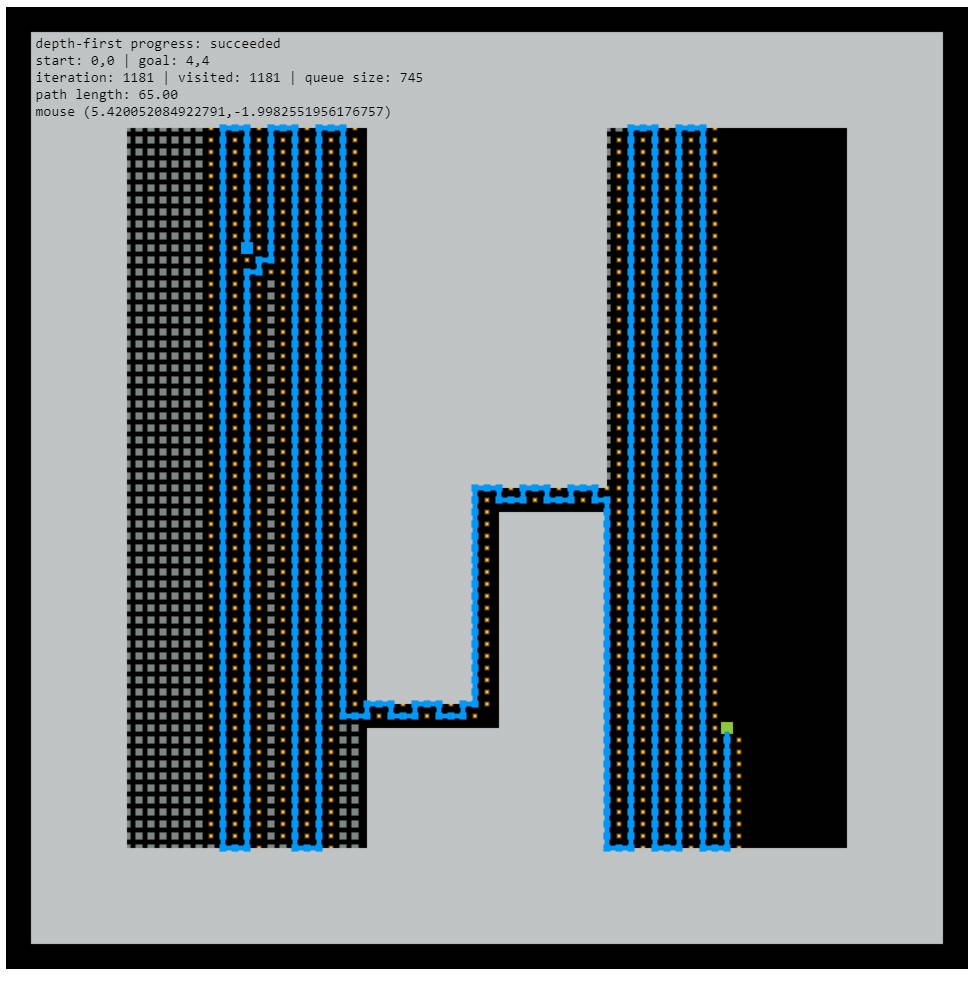 depth-first progress: succeeded
start: 0,0 | goal: 4,4
iteration: 1181 | visited: 1181 | queue size: 745
path length: 65.00
mouse (5.420052084922791,-1.9982551956176757)